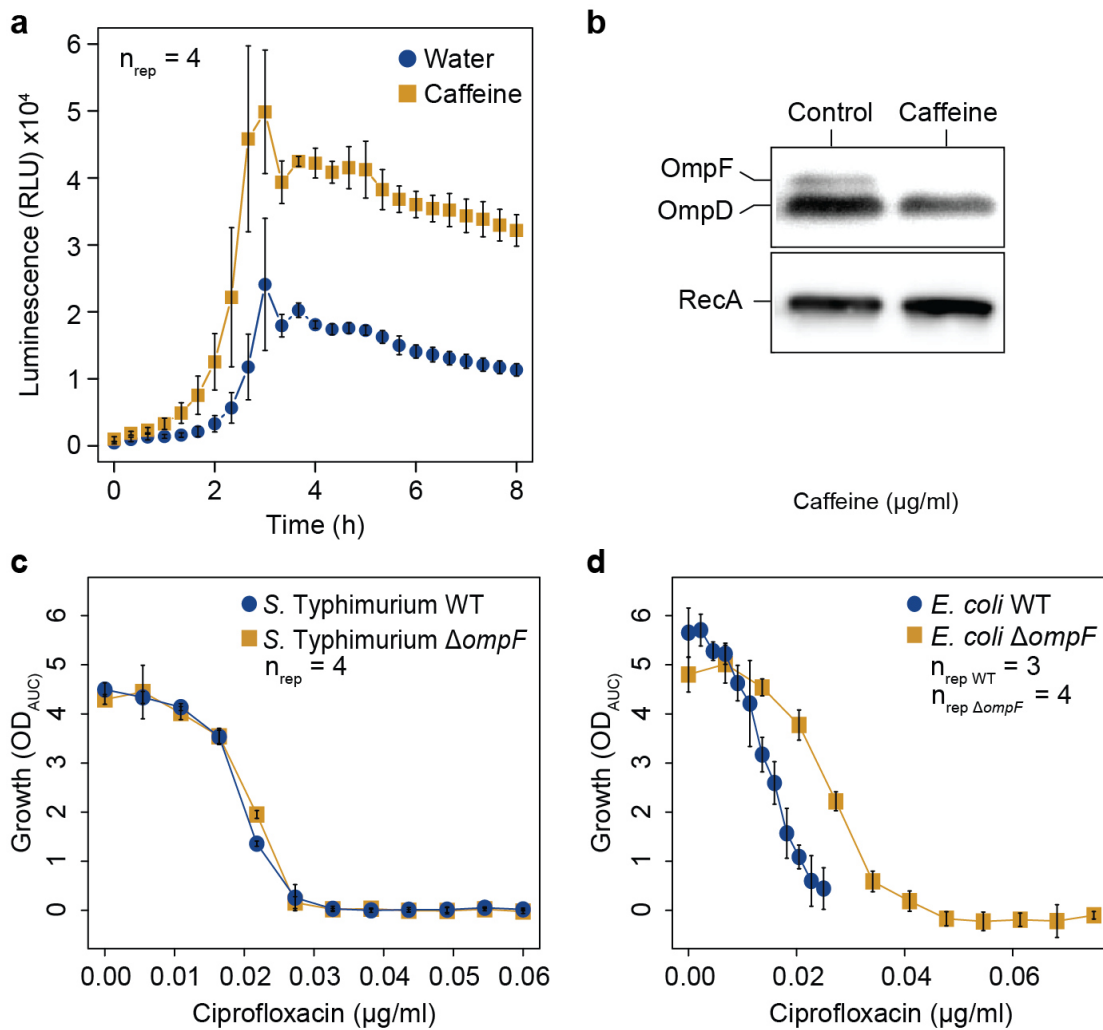 a
n_rep = 4
Water
Caffeine
Luminescence (RLU) x10⁴
6
5
4
3
2
1
0
0 2 4 6 8
Time (h)
b
Control Caffeine
OmpF
OmpD
RecA
Caffeine (µg/ml)
c
S. Typhimurium WT
S. Typhimurium ΔompF
n_rep = 4
Growth (OD_AUC)
6
5
4
3
2
1
0
0.00 0.01 0.02 0.03 0.04 0.05 0.06
Ciprofloxacin (µg/ml)
d
E. coli WT
E. coli ΔompF
n_rep WT = 3
n_rep ΔompF = 4
Growth (OD_AUC)
6
5
4
3
2
1
0
0.00 0.02 0.04 0.06
Ciprofloxacin (µg/ml)